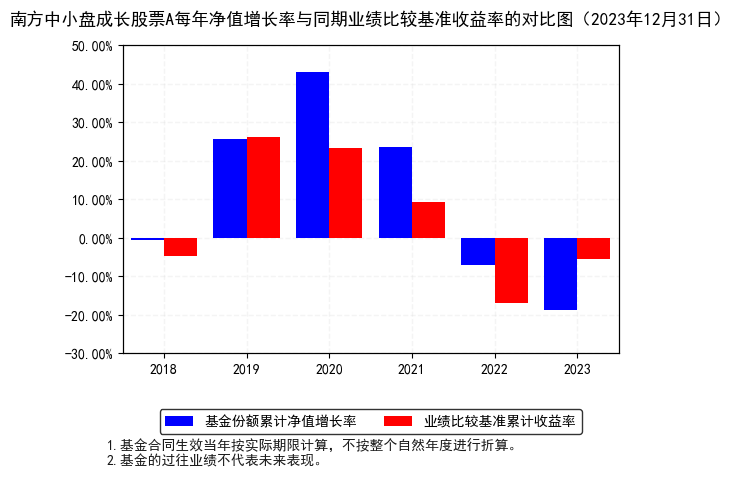 南方中小盘成长股票A每年净值增长率与同期业绩比较基准收益率的对比图（2023年12月31日）
50.00%
40.00%
30.00%
20.00%
10.00%
0.00%
-10.00%
-20.00%
-30.00%
2018 2019 2020 2021 2022 2023
基金份额累计净值增长率 业绩比较基准累计收益率
1.基金合同生效当年按实际期限计算，不按整个自然年度进行折算。
2.基金的过往业绩不代表未来表现。